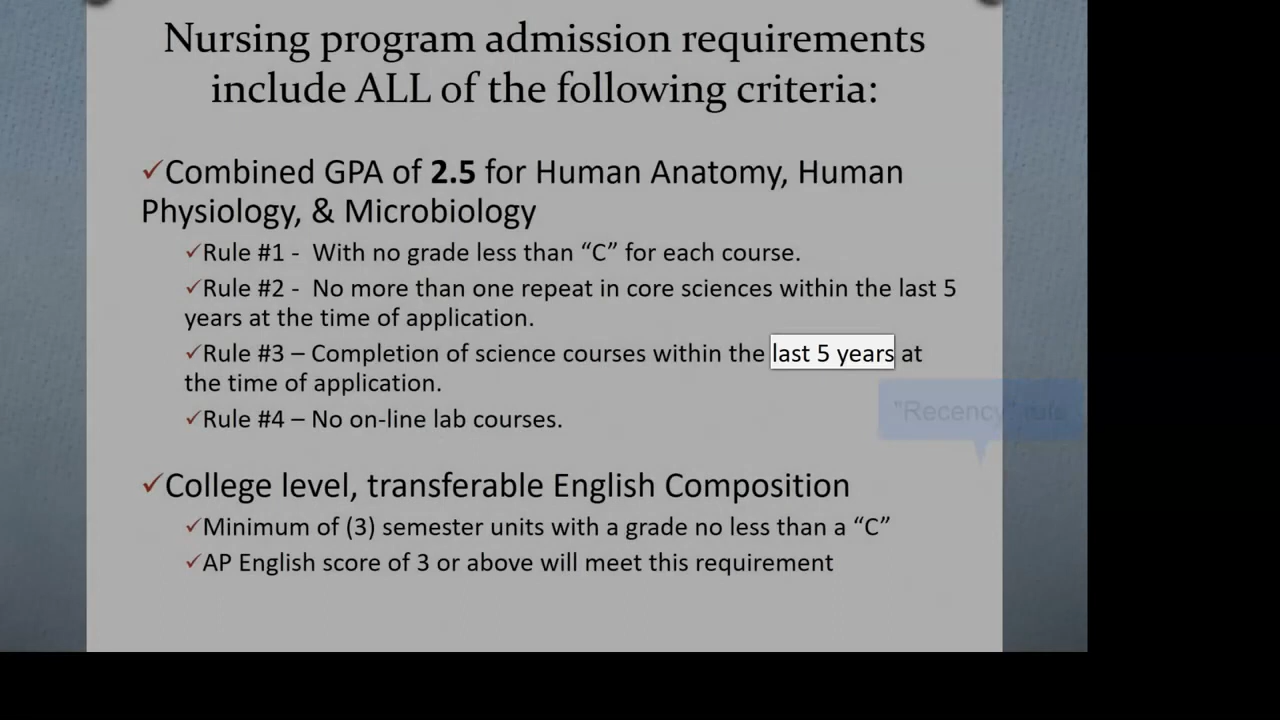 Nursing program admission requirements
include ALL of the following criteria:
✓Combined GPA of 2.5 for Human Anatomy, Human
Physiology, & Microbiology
✓Rule #1 - With no grade less than “C” for each course.
✓Rule #2 - No more than one repeat in core sciences within the last 5
years at the time of application.
✓Rule #3 – Completion of science courses within the last 5 years at
the time of application.
"Recency" rule
✓Rule #4 – No on-line lab courses.
✓College level, transferable English Composition
✓Minimum of (3) semester units with a grade no less than a “C”
✓AP English score of 3 or above will meet this requirement